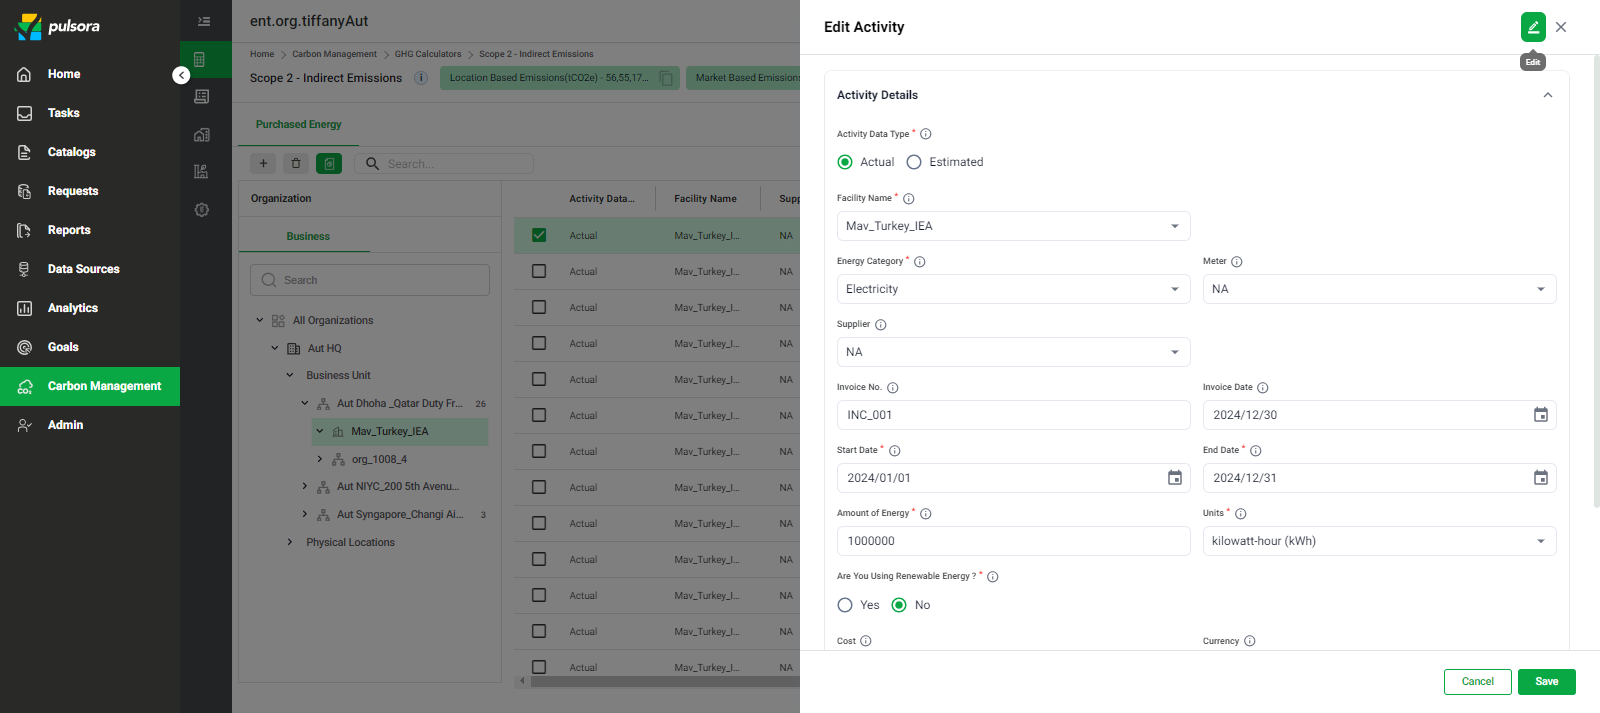 pulsora
Home
Tasks
Catalogs
Requests
Reports
Data Sources
Analytics
Goals
Carbon Management
Admin
ent.org.tiffanyAut
Home > Carbon Management > GHG Calculators > Scope 2 - Indirect Emissions
Scope 2 - Indirect Emissions
Location Based Emissions(tCO2e) - 56,55,17...
Market Based Emissions
Purchased Energy
Search...
Organization
Business
Search
All Organizations
Aut HQ
Business Unit
Aut Dhoha _Qatar Duty Fr... 26
Mav_Turkey_IEA
org_1008_4
Aut NIYC_200 5th Avenu...
Aut Syngapore_Changi Ai... 3
Physical Locations
Activity Data... Facility Name Supp
Actual Mav_Turkey_I... NA
Actual Mav_Turkey_I... NA
Actual Mav_Turkey_I... NA
Actual Mav_Turkey_I... NA
Actual Mav_Turkey_I... NA
Actual Mav_Turkey_I... NA
Actual Mav_Turkey_I... NA
Actual Mav_Turkey_I... NA
Actual Mav_Turkey_I... NA
Actual Mav_Turkey_I... NA
Actual Mav_Turkey_I... NA
Actual Mav_Turkey_I... NA
Actual Mav_Turkey_I... NA
Edit Activity
Edit
Activity Details
Activity Data Type *
Actual Estimated
Facility Name *
Mav_Turkey_IEA
Energy Category * Meter
Electricity NA
Supplier
NA
Invoice No. Invoice Date
INC_001 2024/12/30
Start Date * End Date *
2024/01/01 2024/12/31
Amount of Energy * Units *
1000000 kilowatt-hour (kWh)
Are You Using Renewable Energy ? *
Yes No
Cost Currency
Cancel Save